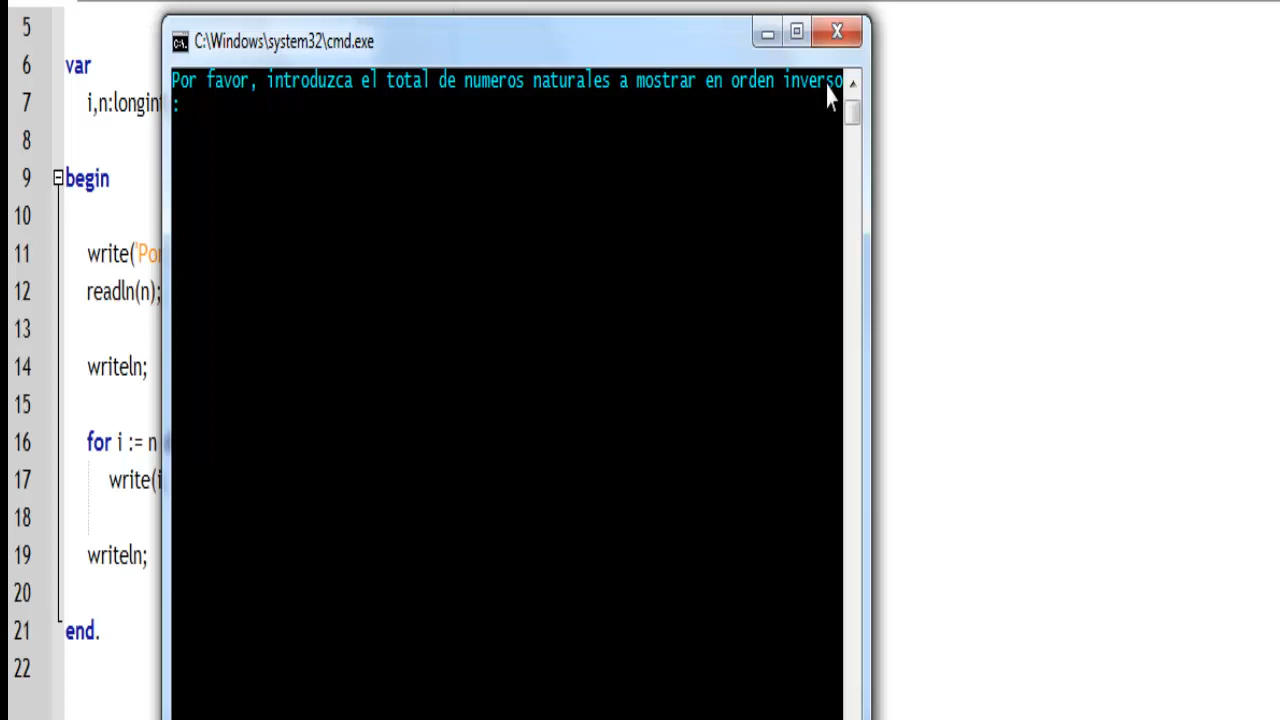 C:\Windows\system32\cmd.exe
Por favor, introduzca el total de numeros naturales a mostrar en orden inverso
:
5
6 var
7 i,n:longint
8
9 begin
10
11 write('Por
12 readln(n);
13
14 writeln;
15
16 for i := n
17 write(i
18
19 writeln;
20
21 end.
22